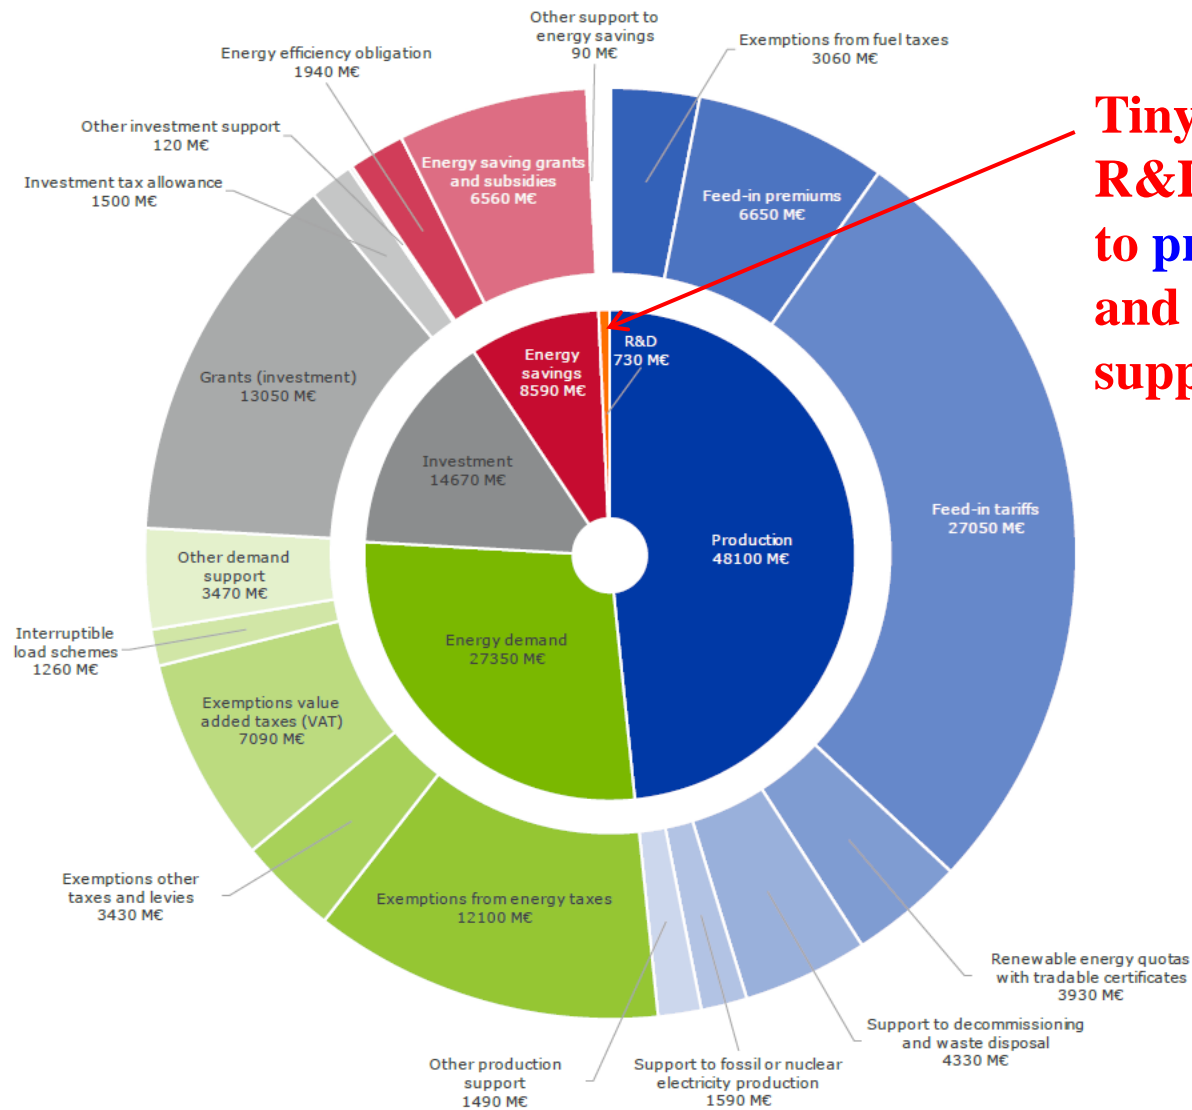 Other support to
energy savings
90 M€
Exemptions from fuel taxes
3060 M€
Energy efficiency obligation
1940 M€
Other investment support
120 M€
Investment tax allowance
1500 M€
Energy saving grants
and subsidies
6560 M€
Feed-in premiums
6650 M€
Tiny
to
and
R&D
730 M€
Energy
savings
8590 M€
Grants (investment)
13050 M€
Investment
14670 M€
Feed-in tariffs
27050 M€
Production
48100 M€
Other demand
support
3470 M€
Energy demand
27350 M€
Interruptible
load schemes
1260 M€
Exemptions value
added taxes (VAT)
7090 M€
Exemptions other
taxes and levies
3430 M€
Exemptions from energy taxes
12100 M€
Renewable energy quotas
with tradable certificates
3930 M€
Support to decommissioning
and waste disposal
4330 M€
Other production
support
1490 M€
Support to fossil or nuclear
electricity production
1590 M€